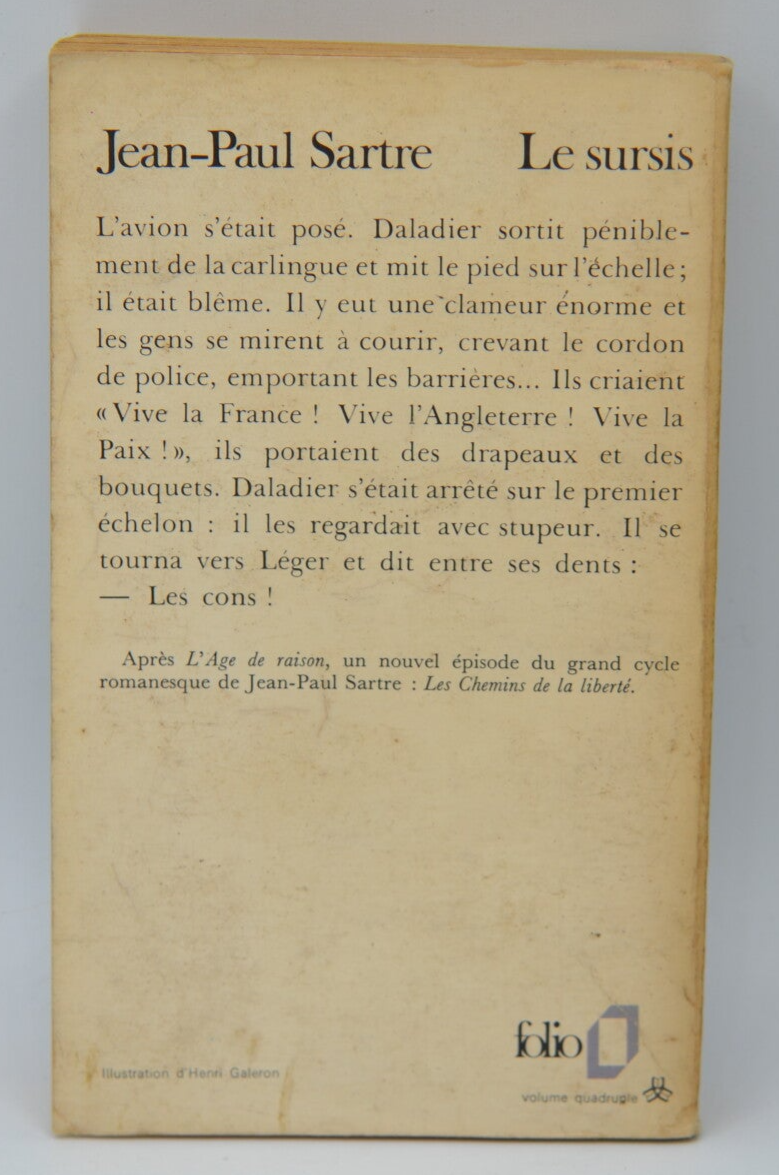 Jean-Paul Sartre Le sursis
L'avion s'était posé. Daladier sortit pénible-
ment de la carlingue et mit le pied sur l'échelle ;
il était blême. Il y eut une clameur énorme et
les gens se mirent à courir, crevant le cordon
de police, emportant les barrières... Ils criaient
« Vive la France ! Vive l'Angleterre ! Vive la
Paix ! », ils portaient des drapeaux et des
bouquets. Daladier s'était arrêté sur le premier
échelon : il les regardait avec stupeur. Il se
tourna vers Léger et dit entre ses dents :
— Les cons !
Après L'Age de raison, un nouvel épisode du grand cycle
romanesque de Jean-Paul Sartre : Les Chemins de la liberté.
folio
Illustration d'Henri Galeron
volume quadruple